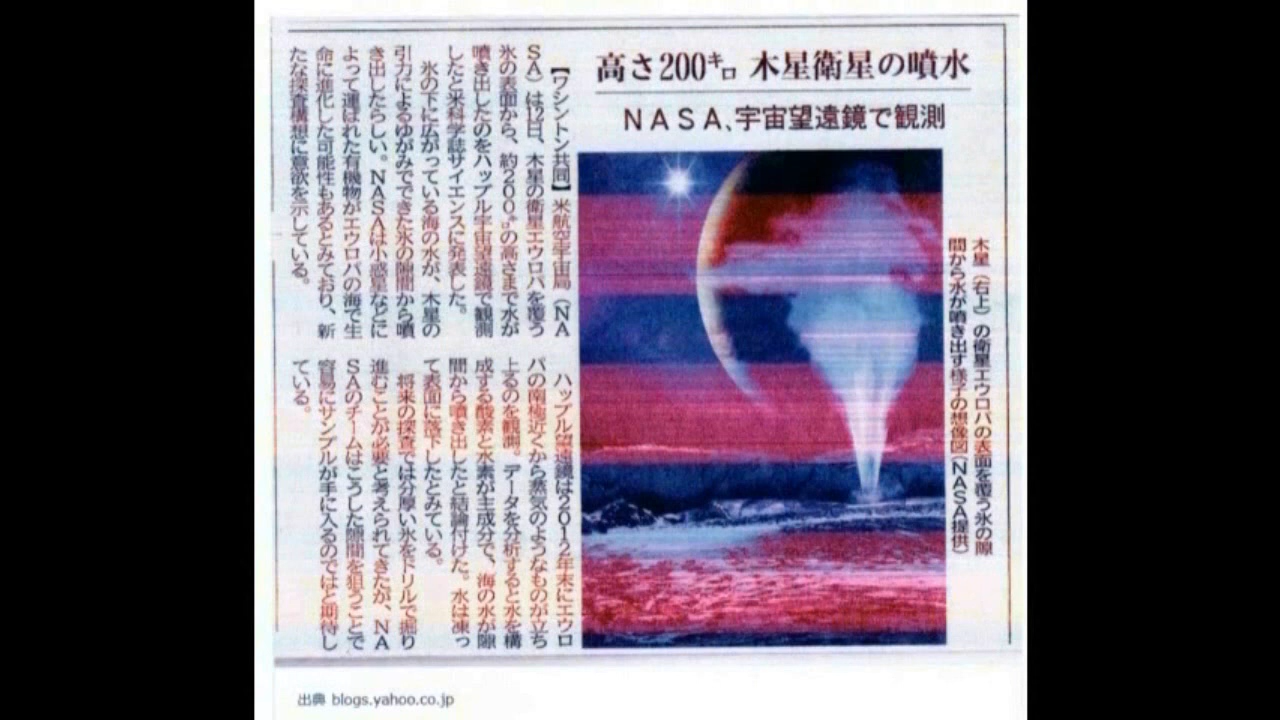 高さ200㌔ 木星衛星の噴水
NASA、宇宙望遠鏡で観測
木星（右上）の衛星エウロパの表面を覆う氷の隙
間から水が噴き出す様子の想像図（NASA提供）
【ワシントン共同】米航空宇宙局（NA
SA）は12日、木星の衛星エウロパを覆う
氷の表面から、約200㌔の高さまで水が
噴き出したのをハッブル宇宙望遠鏡で観測
したと米科学誌サイエンスに発表した。
氷の下に広がっている海の水が、木星の
引力によるゆがみでできた氷の隙間から噴
き出したらしい。NASAは小惑星などに
よって運ばれた有機物がエウロパの海で生
命に進化した可能性もあるとみており、新
たな探査構想に意欲を示している。
ハッブル望遠鏡は2012年末にエウロ
パの南極近くから蒸気のようなものが立ち
上るのを観測。データを分析すると水を構
成する酸素と水素が主成分で、海の水が隙
間から噴き出したと結論付けた。水は凍っ
て表面に落下したとみている。
将来の探査では分厚い氷をドリルで掘り
進むことが必要と考えられてきたが、NA
SAのチームはこうした隙間を狙うことで
容易にサンプルが手に入るのではと期待し
ている。
出典 blogs.yahoo.co.jp